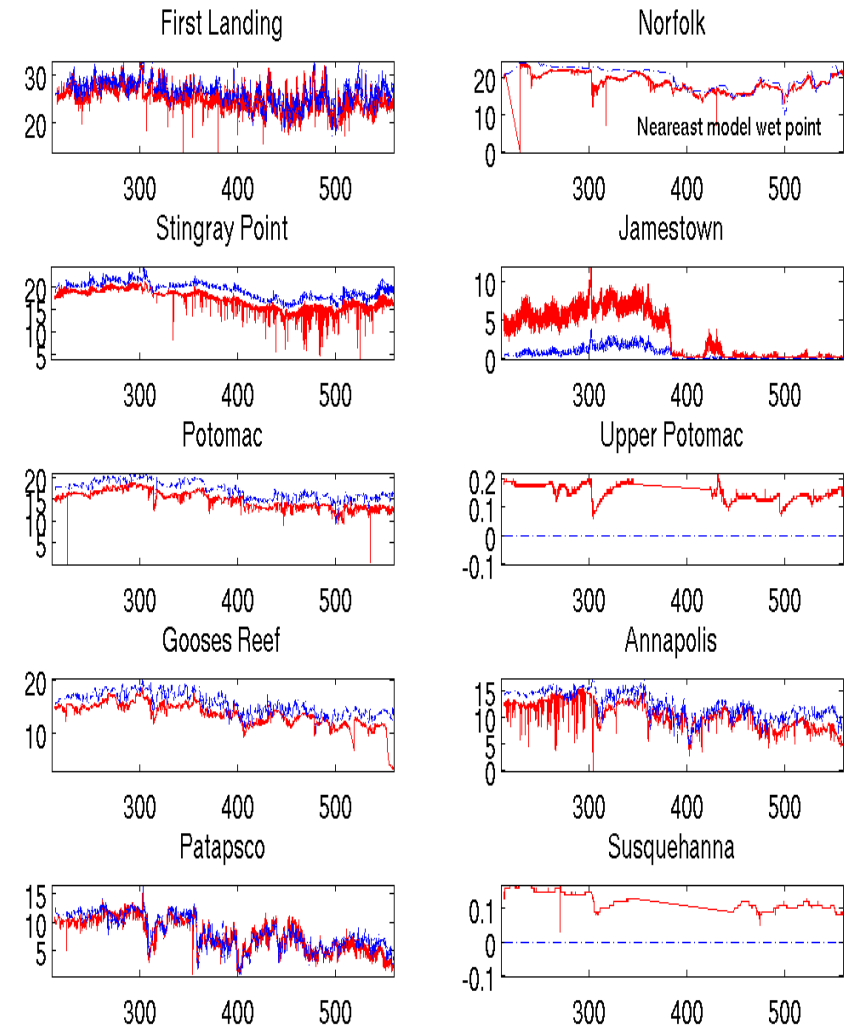 First Landing
30
20
300 400 500
Norfolk
20
10
0
Neareast model wet point
300 400 500
Stingray Point
20
15
10
5
300 400 500
Jamestown
10
5
0
300 400 500
Potomac
20
15
10
5
300 400 500
Upper Potomac
0.2
0.1
0
-0.1
300 400 500
Gooses Reef
20
10
300 400 500
Annapolis
15
10
5
0
300 400 500
Patapsco
15
10
5
300 400 500
Susquehanna
0.1
0
-0.1
300 400 500